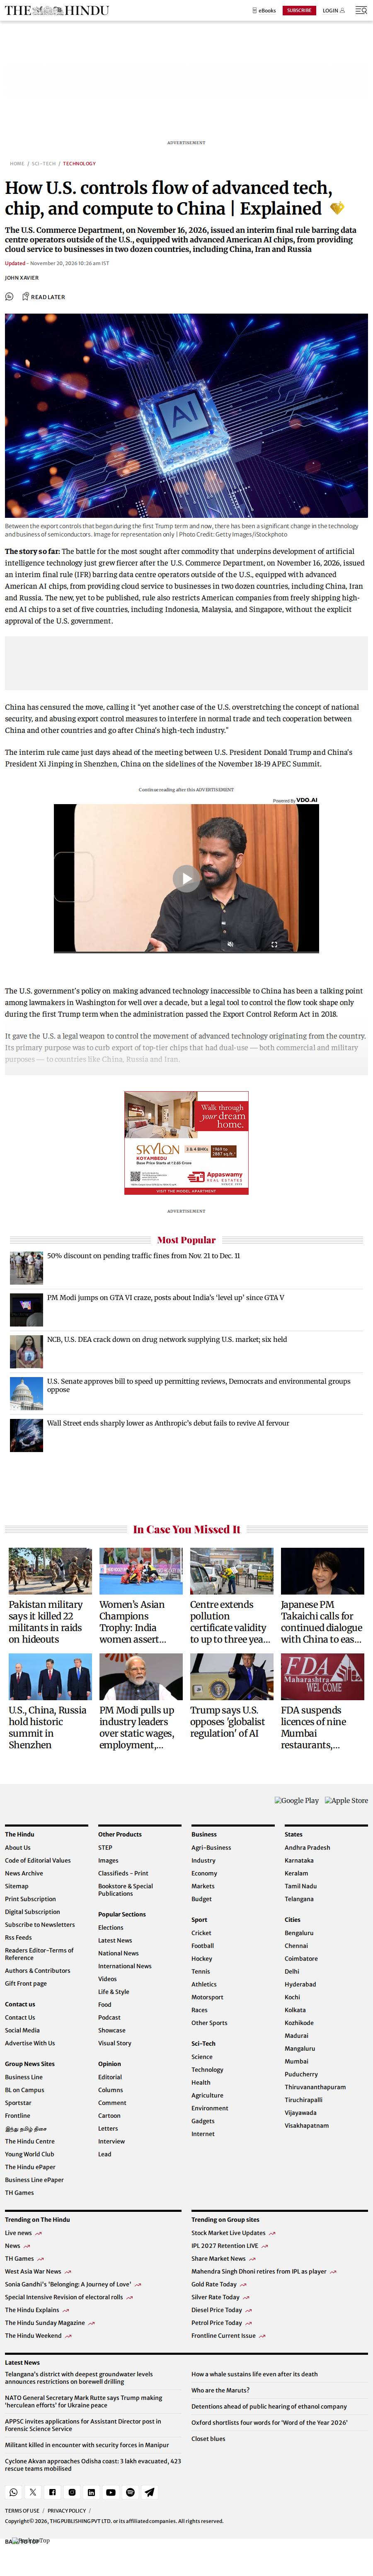 THE HINDU
eBooks
SUBSCRIBE
LOGIN
ADVERTISEMENT
HOME / SCI-TECH / TECHNOLOGY
How U.S. controls flow of advanced tech,
chip, and compute to China | Explained
The U.S. Commerce Department, on November 16, 2026, issued an interim final rule barring data
centre operators outside of the U.S., equipped with advanced American AI chips, from providing
cloud service to businesses in two dozen countries, including China, Iran and Russia
Updated - November 20, 2026 10:26 am IST
JOHN XAVIER
READ LATER
AI
Between the export controls that began during the first Trump term and now, there has been a significant change in the technology
and business of semiconductors. Image for representation only | Photo Credit: Getty Images/iStockphoto
The story so far: The battle for the most sought after commodity that underpins the development of artificial
intelligence technology just grew fiercer after the U.S. Commerce Department, on November 16, 2026, issued
an interim final rule (IFR) barring data centre operators outside of the U.S., equipped with advanced
American AI chips, from providing cloud service to businesses in two dozen countries, including China, Iran
and Russia. The new, yet to be published, rule also restricts American companies from freely shipping high-
end AI chips to a set of five countries, including Indonesia, Malaysia, and Singapore, without the explicit
approval of the U.S. government.
China has censured the move, calling it “yet another case of the U.S. overstretching the concept of national
security, and abusing export control measures to interfere in normal trade and tech cooperation between
China and other countries and go after China’s high-tech industry.”
The interim rule came just days ahead of the meeting between U.S. President Donald Trump and China’s
President Xi Jinping in Shenzhen, China on the sidelines of the November 18-19 APEC Summit.
Continue reading after this ADVERTISEMENT
Powered By VDO.AI
The U.S. government’s policy on making advanced technology inaccessible to China has been a talking point
among lawmakers in Washington for well over a decade, but a legal tool to control the flow took shape only
during the first Trump term when the administration passed the Export Control Reform Act in 2018.
It gave the U.S. a legal weapon to control the movement of advanced technology originating from the country.
Its primary purpose was to curb export of top-tier chips that had dual-use — both commercial and military
purposes — to countries like China, Russia and Iran.
Walk through
your dream
home.
SKYLON
KOYAMBEDU
3 & 4 BHKs
Base Price Starts at ₹3.60 Crore
Appaswamy
REAL ESTATES
VISIT THE MODEL APARTMENT
ADVERTISEMENT
Most Popular
50% discount on pending traffic fines from Nov. 21 to Dec. 11
PM Modi jumps on GTA VI craze, posts about India’s ‘level up’ since GTA V
NCB, U.S. DEA crack down on drug network supplying U.S. market; six held
U.S. Senate approves bill to speed up permitting reviews, Democrats and environmental groups
oppose
Wall Street ends sharply lower as Anthropic’s debut fails to revive AI fervour
In Case You Missed It
Pakistan military
says it killed 22
militants in raids
on hideouts
Women’s Asian
Champions
Trophy: India
women assert...
Centre extends
pollution
certificate validity
to up to three yea...
Japanese PM
Takaichi calls for
continued dialogue
with China to eas...
U.S., China, Russia
hold historic
summit in
Shenzhen
PM Modi pulls up
industry leaders
over static wages,
employment,...
Trump says U.S.
opposes 'globalist
regulation' of AI
FDA
Maharashtra
WEL COME
FDA suspends
licences of nine
Mumbai
restaurants,...
Google Play
Apple Store
The Hindu
About Us
Code of Editorial Values
News Archive
Sitemap
Print Subscription
Digital Subscription
Subscribe to Newsletters
Rss Feeds
Readers Editor-Terms of
Reference
Authors & Contributors
Gift Front page
Contact us
Contact Us
Social Media
Advertise With Us
Group News Sites
Business Line
BL on Campus
Sportstar
Frontline
இந்து தமிழ் திசை
The Hindu Centre
Young World Club
The Hindu ePaper
Business Line ePaper
TH Games
Other Products
STEP
Images
Classifieds - Print
Bookstore & Special
Publications
Popular Sections
Elections
Latest News
National News
International News
Videos
Life & Style
Food
Podcast
Showcase
Visual Story
Opinion
Editorial
Columns
Comment
Cartoon
Letters
Interview
Lead
Business
Agri-Business
Industry
Economy
Markets
Budget
Sport
Cricket
Football
Hockey
Tennis
Athletics
Motorsport
Races
Other Sports
Sci-Tech
Science
Technology
Health
Agriculture
Environment
Gadgets
Internet
States
Andhra Pradesh
Karnataka
Keralam
Tamil Nadu
Telangana
Cities
Bengaluru
Chennai
Coimbatore
Delhi
Hyderabad
Kochi
Kolkata
Kozhikode
Madurai
Mangaluru
Mumbai
Puducherry
Thiruvananthapuram
Tiruchirapalli
Vijayawada
Visakhapatnam
Trending on The Hindu
Live news
News
TH Games
West Asia War News
Sonia Gandhi's 'Belonging: A Journey of Love'
Special Intensive Revision of electoral rolls
The Hindu Explains
The Hindu Sunday Magazine
The Hindu Weekend
Trending on Group sites
Stock Market Live Updates
IPL 2027 Retention LIVE
Share Market News
Mahendra Singh Dhoni retires from IPL as player
Gold Rate Today
Silver Rate Today
Diesel Price Today
Petrol Price Today
Frontline Current Issue
Latest News
Telangana’s district with deepest groundwater levels
announces restrictions on borewell drilling
NATO General Secretary Mark Rutte says Trump making
‘herculean efforts’ for Ukraine peace
APPSC invites applications for Assistant Director post in
Forensic Science Service
Militant killed in encounter with security forces in Manipur
Cyclone Akvan approaches Odisha coast: 3 lakh evacuated, 423
rescue teams mobilised
How a whale sustains life even after its death
Who are the Maruts?
Detentions ahead of public hearing of ethanol company
Oxford shortlists four words for ‘Word of the Year 2026’
Closet blues
TERMS OF USE / PRIVACY POLICY /
Copyright© 2026, THG PUBLISHING PVT LTD. or its affiliated companies. All rights reserved.
BACK TO TOP